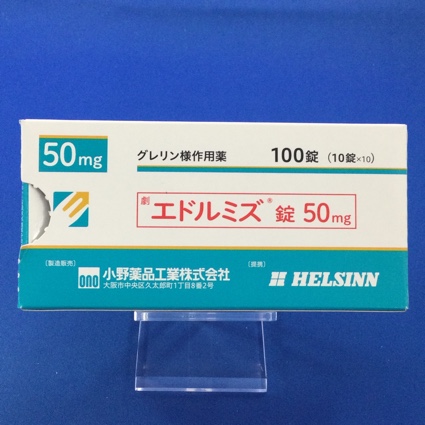 50mg
グレリン様作用薬 100錠 (10錠×10)
劇 エドルミズ® 錠 50mg
〔製造販売〕
ono 小野薬品工業株式会社
大阪市中央区久太郎町1丁目8番2号
〔提携〕
HELSINN